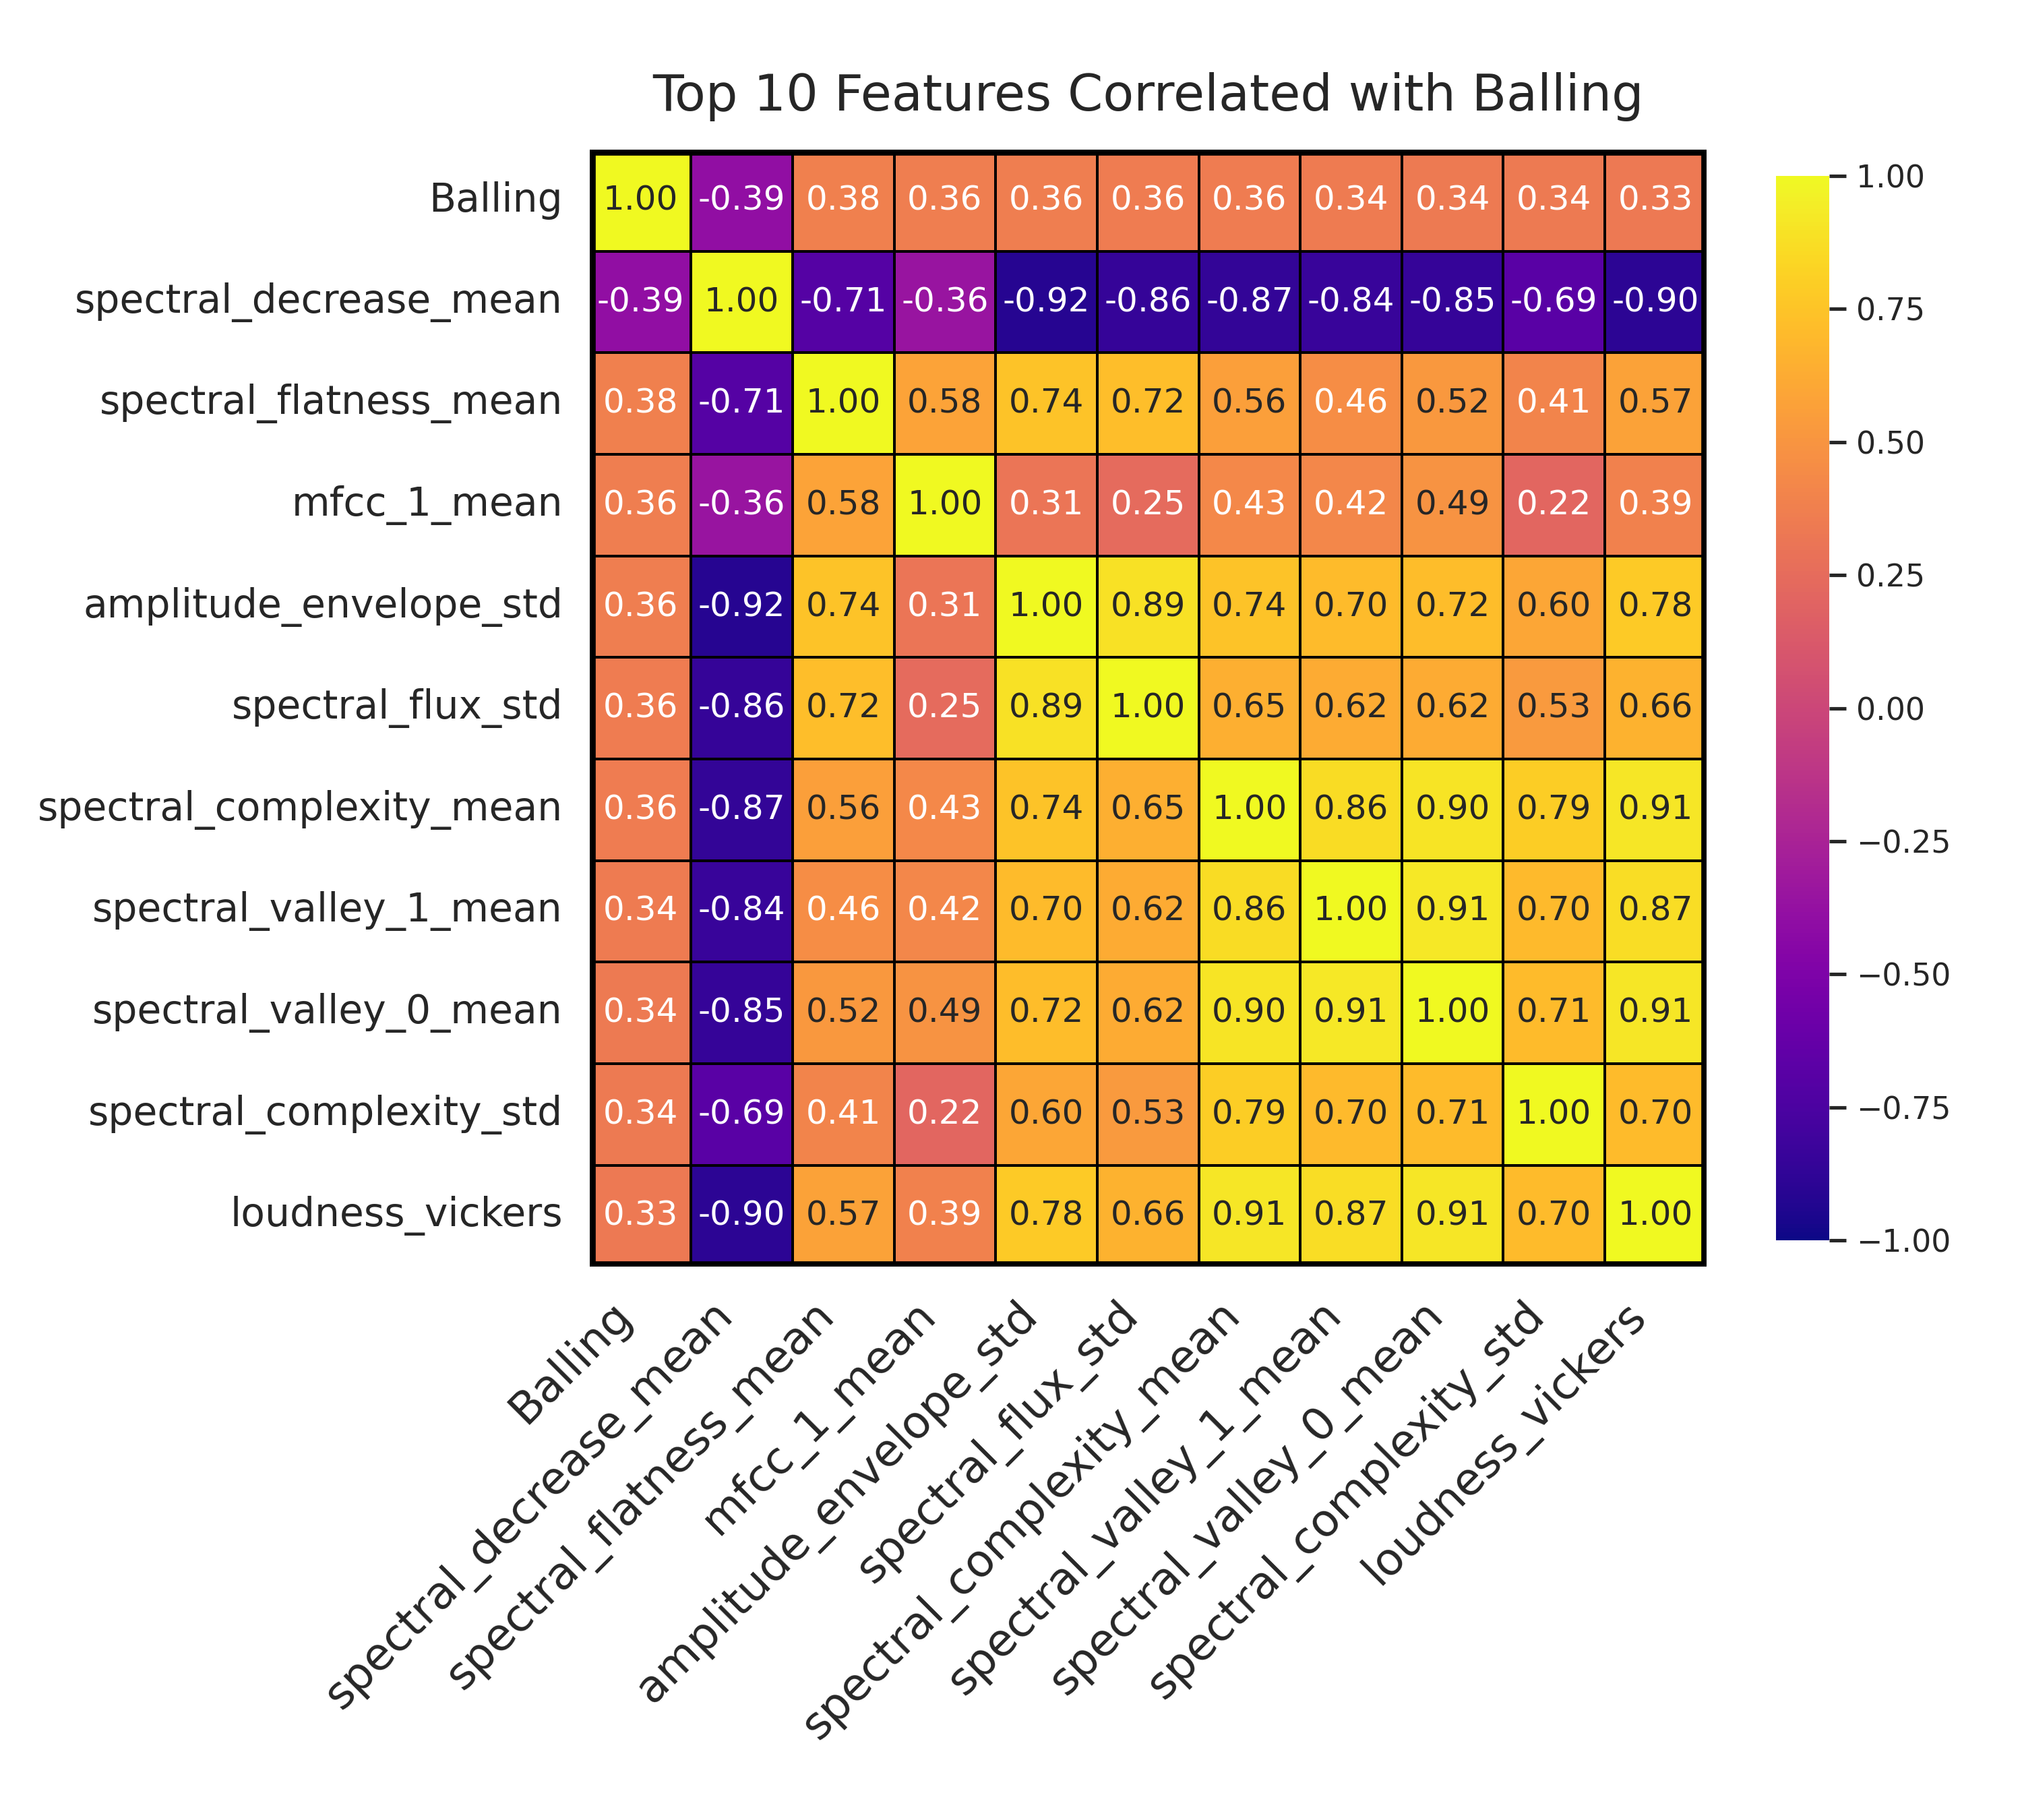 Top 10 Features Correlated with Balling
Balling 1.00 -0.39 0.38 0.36 0.36 0.36 0.36 0.34 0.34 0.34 0.33
spectral_decrease_mean -0.39 1.00 -0.71 -0.36 -0.92 -0.86 -0.87 -0.84 -0.85 -0.69 -0.90
spectral_flatness_mean 0.38 -0.71 1.00 0.58 0.74 0.72 0.56 0.46 0.52 0.41 0.57
mfcc_1_mean 0.36 -0.36 0.58 1.00 0.31 0.25 0.43 0.42 0.49 0.22 0.39
amplitude_envelope_std 0.36 -0.92 0.74 0.31 1.00 0.89 0.74 0.70 0.72 0.60 0.78
spectral_flux_std 0.36 -0.86 0.72 0.25 0.89 1.00 0.65 0.62 0.62 0.53 0.66
spectral_complexity_mean 0.36 -0.87 0.56 0.43 0.74 0.65 1.00 0.86 0.90 0.79 0.91
spectral_valley_1_mean 0.34 -0.84 0.46 0.42 0.70 0.62 0.86 1.00 0.91 0.70 0.87
spectral_valley_0_mean 0.34 -0.85 0.52 0.49 0.72 0.62 0.90 0.91 1.00 0.71 0.91
spectral_complexity_std 0.34 -0.69 0.41 0.22 0.60 0.53 0.79 0.70 0.71 1.00 0.70
loudness_vickers 0.33 -0.90 0.57 0.39 0.78 0.66 0.91 0.87 0.91 0.70 1.00
Balling
spectral_decrease_mean
spectral_flatness_mean
mfcc_1_mean
amplitude_envelope_std
spectral_flux_std
spectral_complexity_mean
spectral_valley_1_mean
spectral_valley_0_mean
spectral_complexity_std
loudness_vickers
1.00
0.75
0.50
0.25
0.00
−0.25
−0.50
−0.75
−1.00